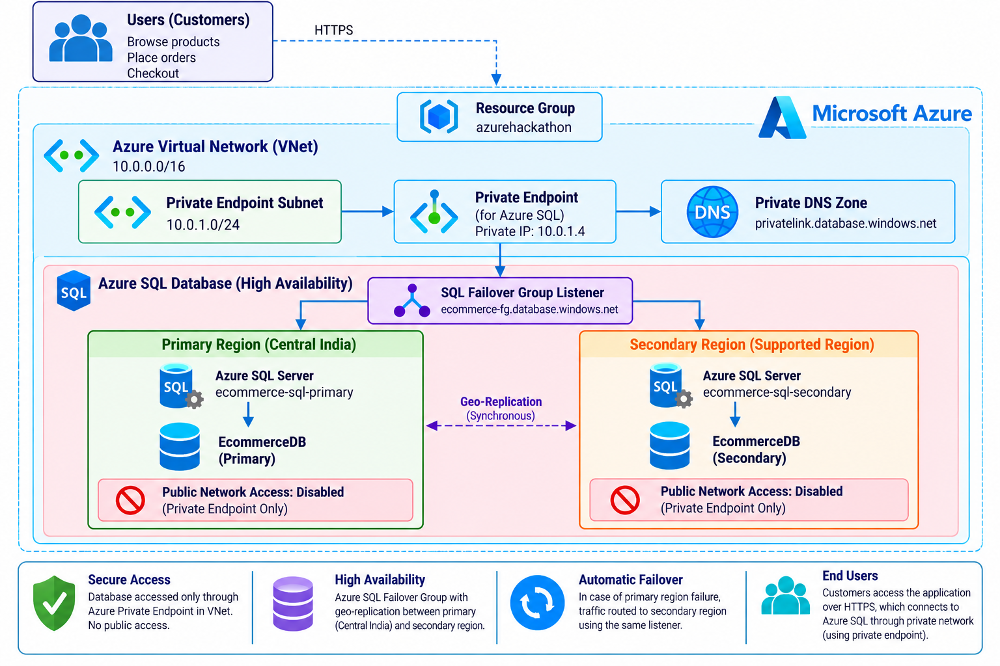 Users (Customers)
Browse products
Place orders
Checkout
HTTPS
Resource Group
azurehackathon
Microsoft Azure
Azure Virtual Network (VNet)
10.0.0.0/16
Private Endpoint Subnet
10.0.1.0/24
Private Endpoint
(for Azure SQL)
Private IP: 10.0.1.4
DNS
Private DNS Zone
privatelink.database.windows.net
SQL
Azure SQL Database (High Availability)
SQL Failover Group Listener
ecommerce-fg.database.windows.net
Primary Region (Central India)
SQL
Azure SQL Server
ecommerce-sql-primary
EcommerceDB
(Primary)
Public Network Access: Disabled
(Private Endpoint Only)
Geo-Replication
(Synchronous)
Secondary Region (Supported Region)
SQL
Azure SQL Server
ecommerce-sql-secondary
EcommerceDB
(Secondary)
Public Network Access: Disabled
(Private Endpoint Only)
Secure Access
Database accessed only through
Azure Private Endpoint in VNet.
No public access.
High Availability
Azure SQL Failover Group with
geo-replication between primary
(Central India) and secondary region.
Automatic Failover
In case of primary region failure,
traffic routed to secondary region
using the same listener.
End Users
Customers access the application
over HTTPS, which connects to
Azure SQL through private network
(using private endpoint).